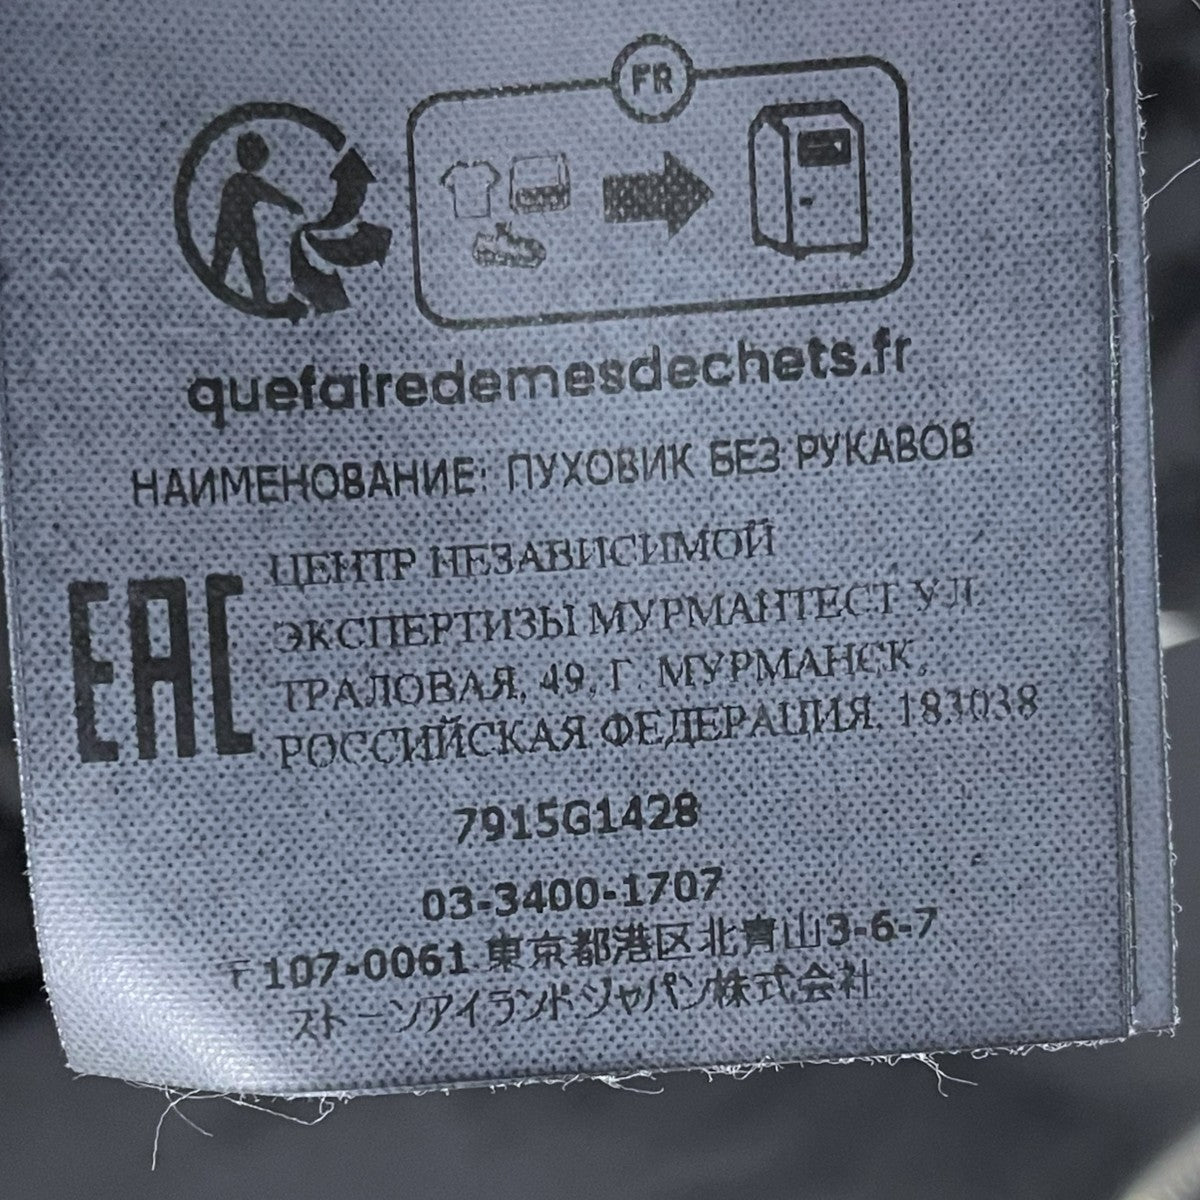 FR
quefairedemesdechets.fr
НАИМЕНОВАНИЕ: ПУХОВИК БЕЗ РУКАВОВ
EAC
ЦЕНТР НЕЗАВИСИМОЙ
ЭКСПЕРТИЗЫ МУРМАНТЕСТ УЛ.
ТРАЛОВАЯ, 49, Г. МУРМАНСК,
РОССИЙСКАЯ ФЕДЕРАЦИЯ, 183038
7915G1428
03-3400-1707
〒107-0061 東京都港区北青山3-6-7
ストーンアイランドジャパン株式会社